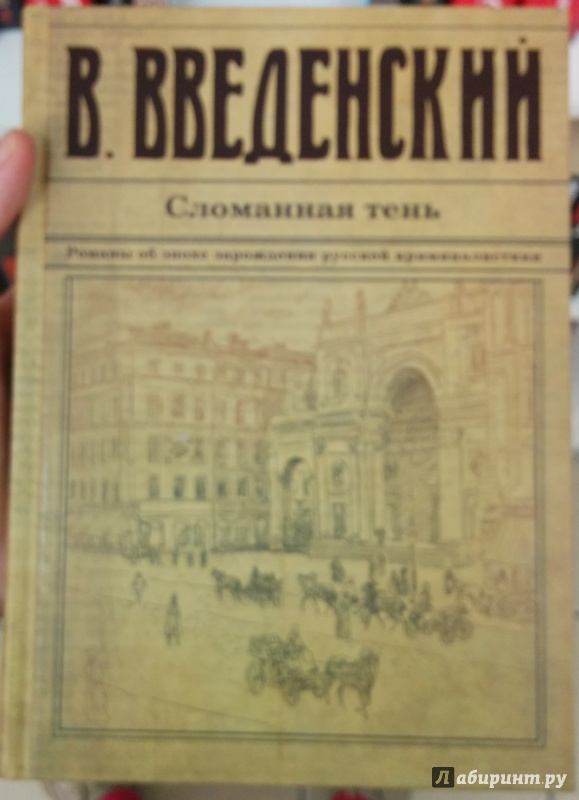 В. ВВЕДЕНСКИЙ
Сломанная тень
Романы об эпохе зарождения русской криминалистики
Лабиринт.ру